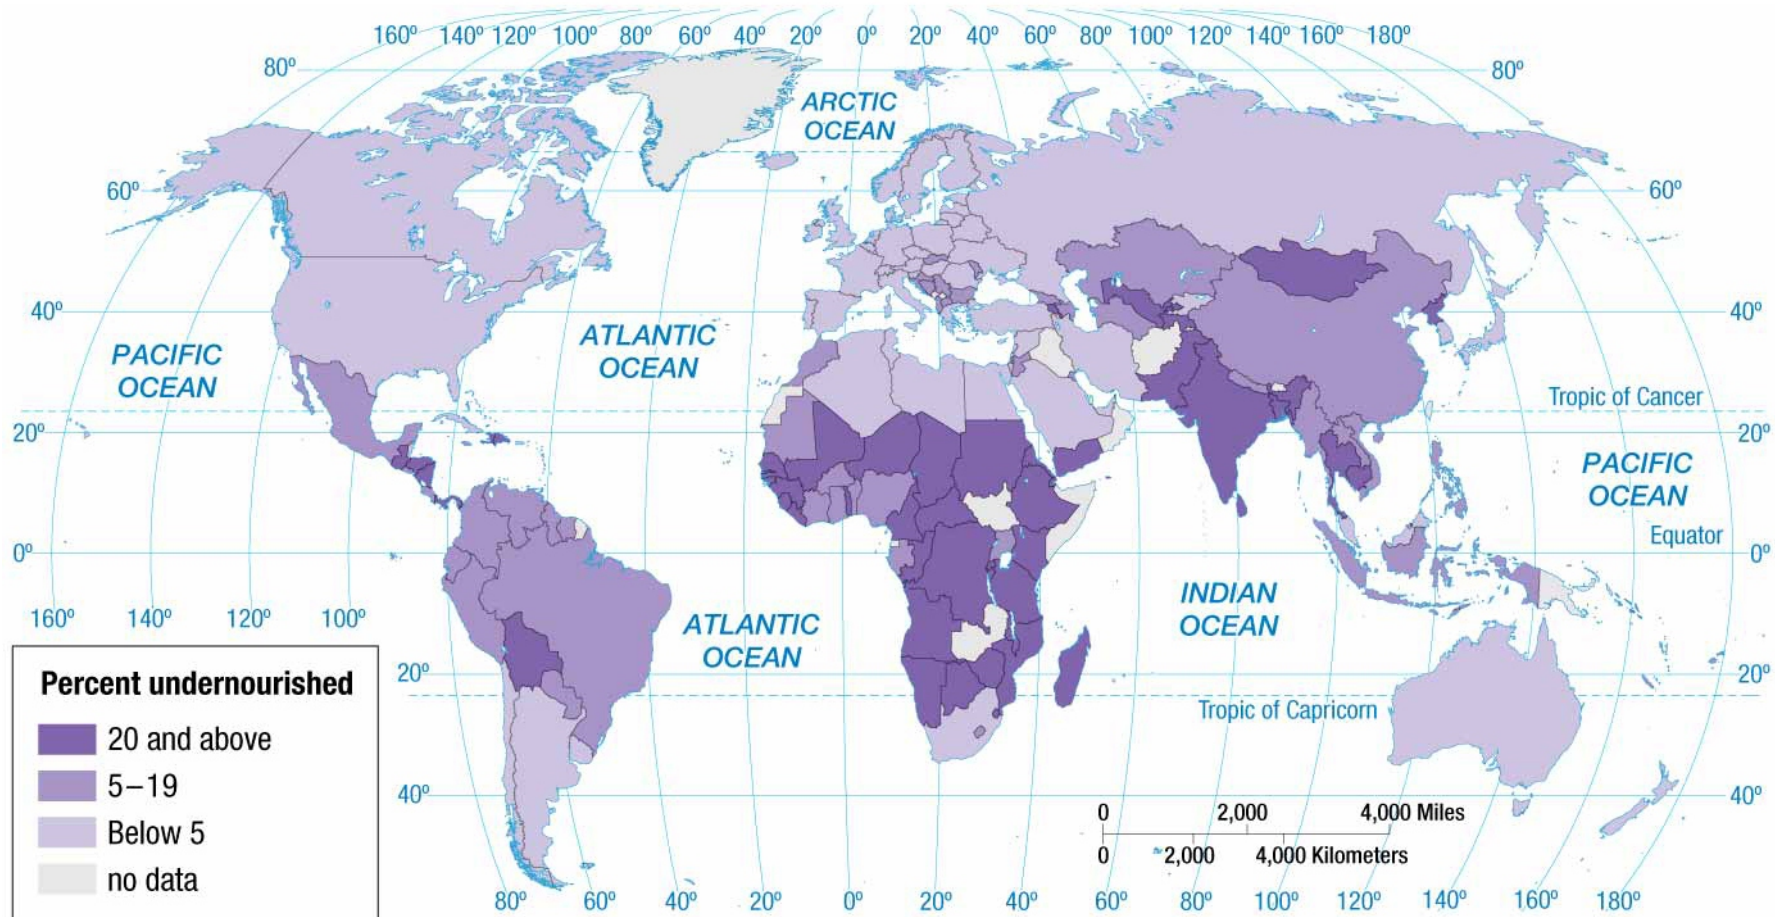 160º 140º 120º 100º 80º 60º 40º 20º 0º 20º 40º 60º 80º 100º 120º 140º 160º 180º
80º 80º
ARCTIC
OCEAN
60º 60º
40º 40º
PACIFIC
OCEAN
ATLANTIC
OCEAN
Tropic of Cancer
20º 20º
PACIFIC
OCEAN
Equator
0º 0º
160º 140º 120º 100º
INDIAN
OCEAN
ATLANTIC
OCEAN
20º 20º
Tropic of Capricorn
40º 40º
Percent undernourished
20 and above
5–19
Below 5
no data
0 2,000 4,000 Miles
0 2,000 4,000 Kilometers
80º 60º 40º 20º 0º 20º 40º 60º 80º 100º 120º 140º 160º 180º